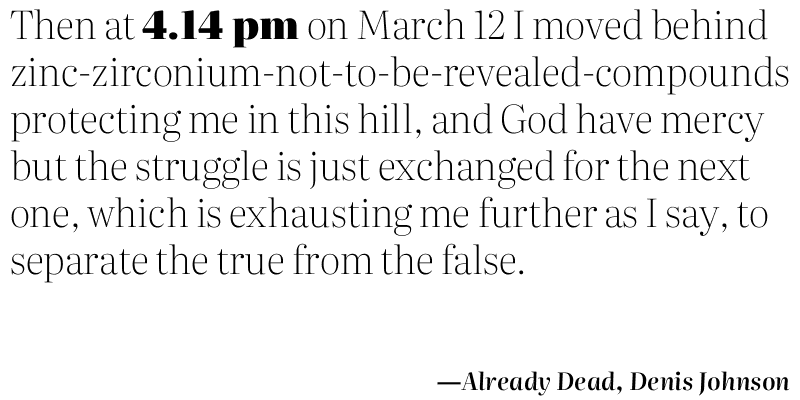 Then at 4.14 pm on March 12 I moved behind
zinc-zirconium-not-to-be-revealed-compounds
protecting me in this hill, and God have mercy
but the struggle is just exchanged for the next
one, which is exhausting me further as I say, to
separate the true from the false.
—Already Dead, Denis Johnson